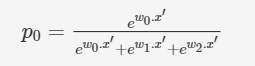 p₀ = e^{w₀.x′} / (e^{w₀.x′} + e^{w₁.x′} + e^{w₂.x′})